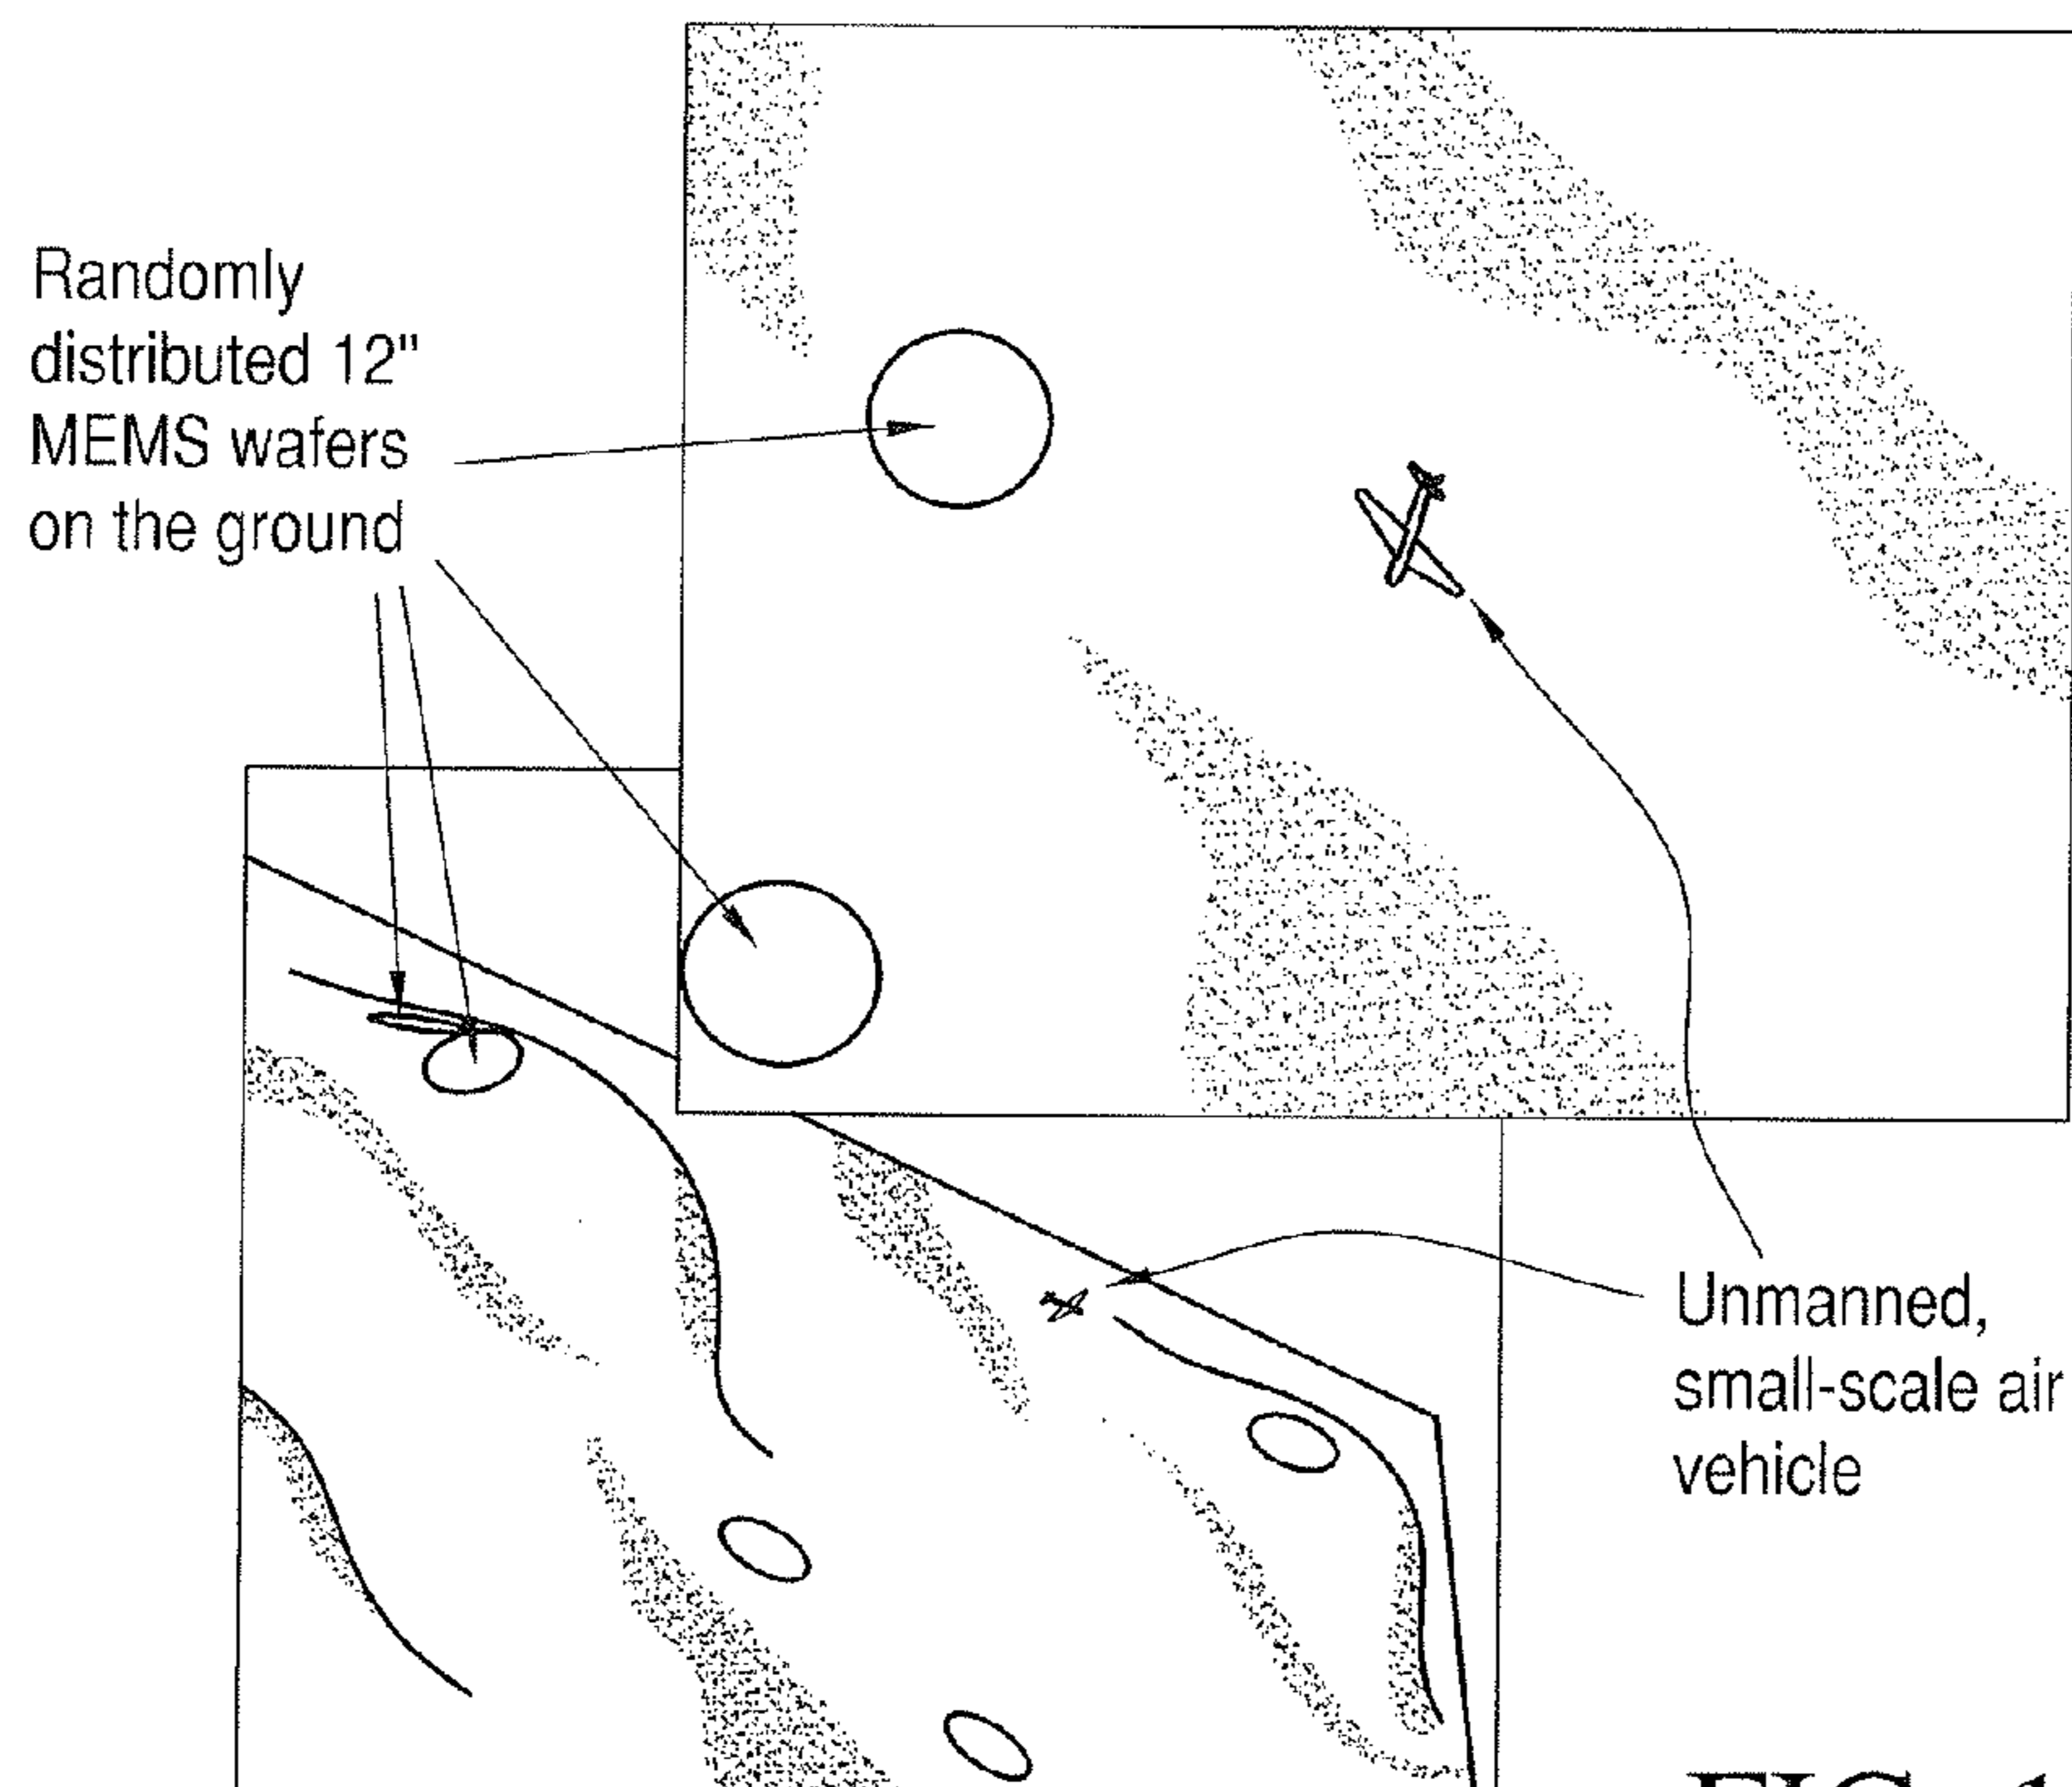 Randomly
distributed 12"
MEMS wafers
on the ground
Unmanned,
small-scale air
vehicle